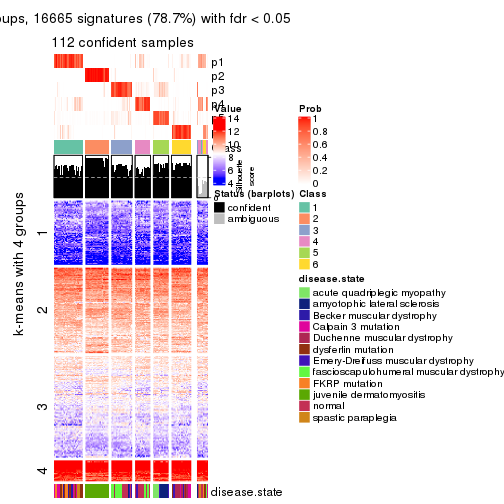 oups, 16665 signatures (78.7%) with fdr < 0.05
112 confident samples
p1
p2
p3
p4
Value
14
12
10
8
6
4
Silhouette
score
Prob
1
0.8
0.6
0.4
0.2
0
Status (barplots)
confident
ambiguous
Class
1
2
3
4
5
6
disease.state
acute quadriplegic myopathy
amyotophic lateral sclerosis
Becker muscular dystrophy
Calpain 3 mutation
Duchenne muscular dystrophy
dysferlin mutation
Emery-Dreifuss muscular dystrophy
fascioscapulohumeral muscular dystrophy
FKRP mutation
juvenile dermatomyositis
normal
spastic paraplegia
k-means with 4 groups
1
2
3
4
disease.state